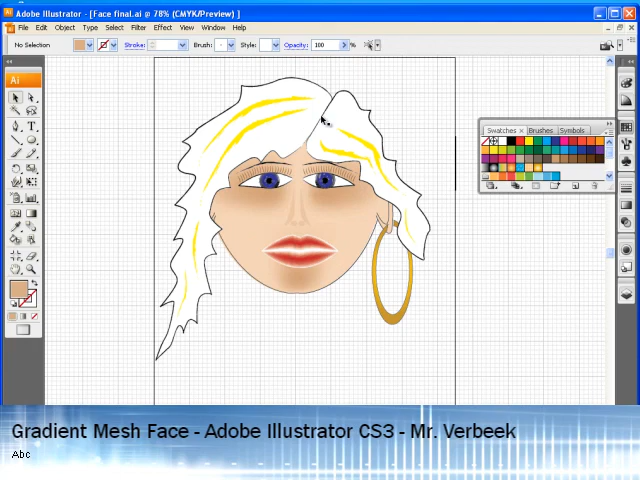 Adobe Illustrator - [Face final.ai @ 78% (CMYK/Preview) ]
File Edit Object Type Select Filter Effect View Window Help
No Selection Stroke: Brush: Style: Opacity: 100 %
Swatches Brushes Symbols
Ai
Gradient Mesh Face - Adobe Illustrator CS3 - Mr. Verbeek
Abc